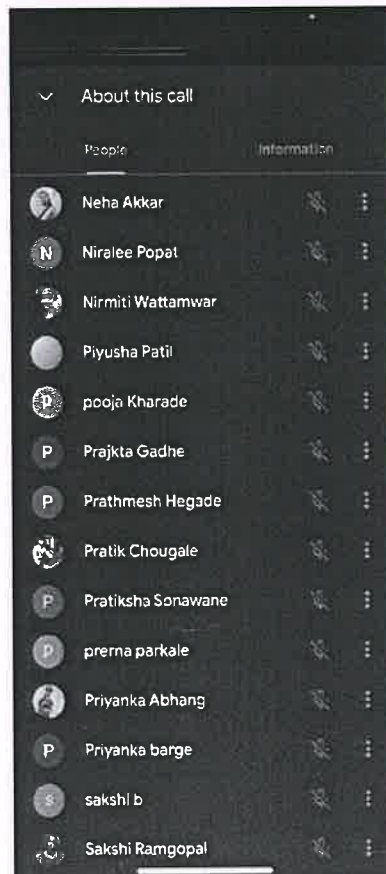 About this call
People Information
Neha Akkar
N Niralee Popat
Nirmiti Wattamwar
Piyusha Patil
p pooja Kharade
P Prajkta Gadhe
P Prathmesh Hegade
Pratik Chougale
P Pratiksha Sonawane
p prerna parkale
Priyanka Abhang
P Priyanka barge
s sakshi b
Sakshi Ramgopal